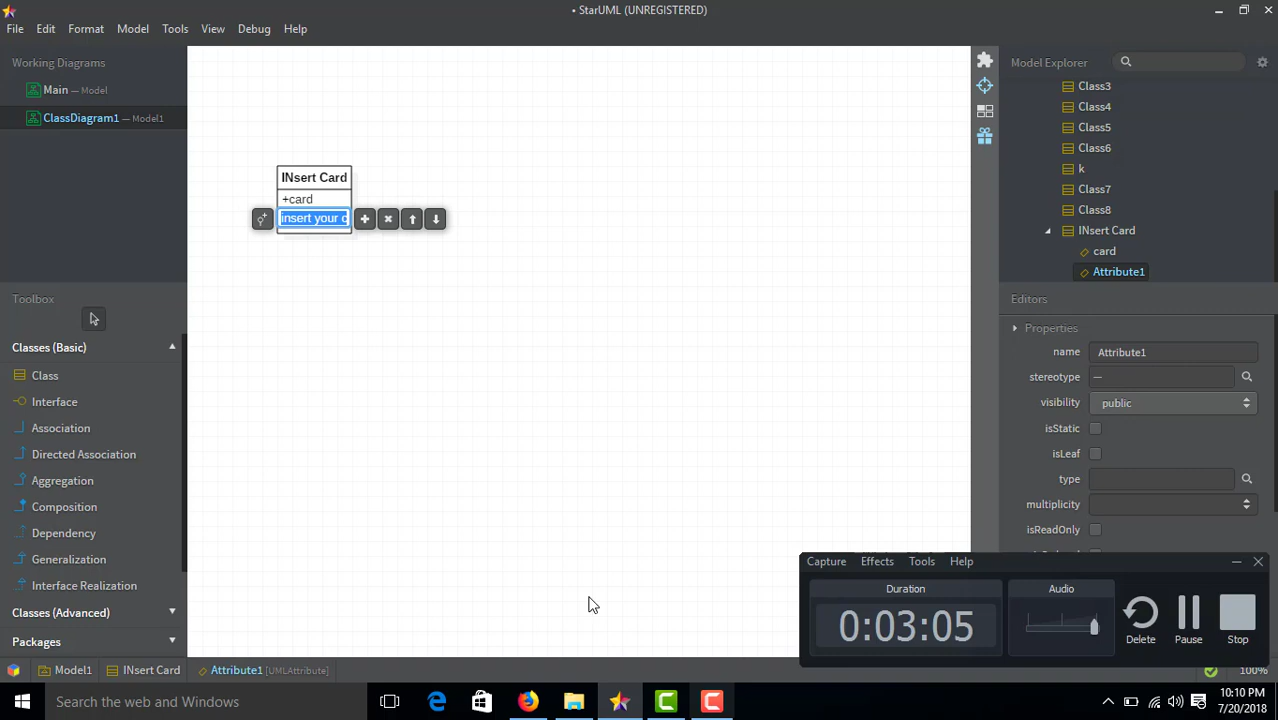 • StarUML (UNREGISTERED)
File Edit Format Model Tools View Debug Help
Working Diagrams
Main — Model
ClassDiagram1 — Model1
Toolbox
Classes (Basic)
Class
Interface
Association
Directed Association
Aggregation
Composition
Dependency
Generalization
Interface Realization
Classes (Advanced)
Packages
INsert Card
+card
insert your c
Model Explorer
Class3
Class4
Class5
Class6
k
Class7
Class8
INsert Card
card
Attribute1
Editors
Properties
name Attribute1
stereotype —
visibility public
isStatic
isLeaf
type
multiplicity
isReadOnly
Capture Effects Tools Help
Duration
0:03:05
Audio
Delete Pause Stop
Model1 INsert Card Attribute1 [UMLAttribute] 100%
Search the web and Windows
10:10 PM
7/20/2018